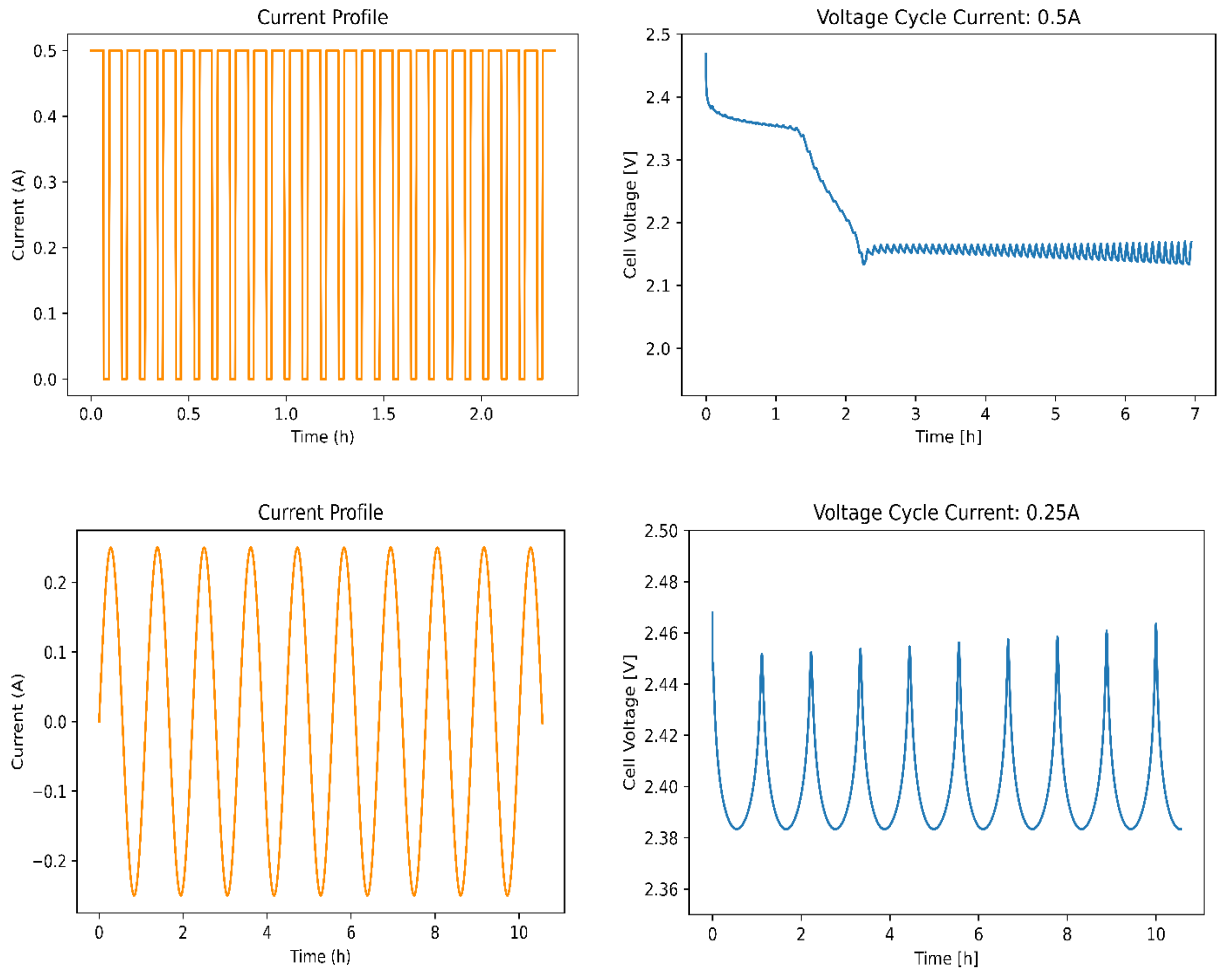 Current Profile
0.5
0.4
0.3
0.2
0.1
0.0
Current (A)
0.0 0.5 1.0 1.5 2.0
Time (h)
Voltage Cycle Current: 0.5A
2.5
2.4
2.3
2.2
2.1
2.0
Cell Voltage [V]
0 1 2 3 4 5 6 7
Time [h]
Current Profile
0.2
0.1
0.0
−0.1
−0.2
Current (A)
0 2 4 6 8 10
Time (h)
Voltage Cycle Current: 0.25A
2.50
2.48
2.46
2.44
2.42
2.40
2.38
2.36
Cell Voltage [V]
0 2 4 6 8 10
Time [h]